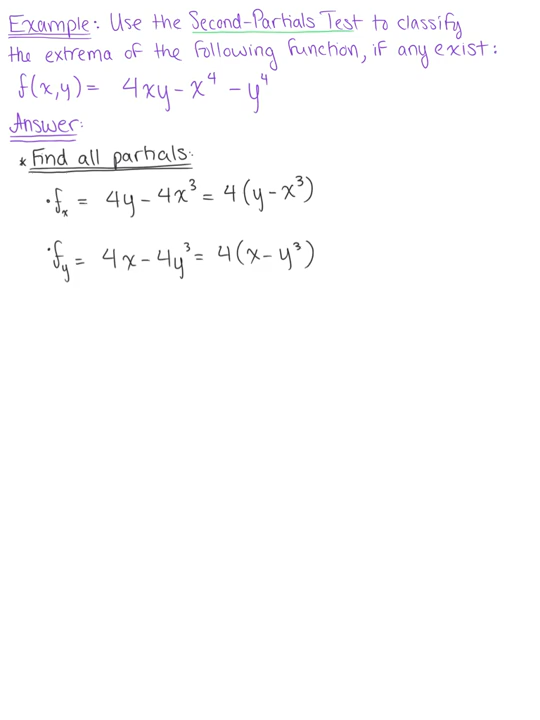 Example: Use the Second-Partials Test to classify
the extrema of the following function, if any exist:
f(x,y) = 4xy - x⁴ - y⁴
Answer:
* Find all partials:
· fₓ = 4y - 4x³ = 4(y - x³)
· f_y = 4x - 4y³ = 4(x - y³)